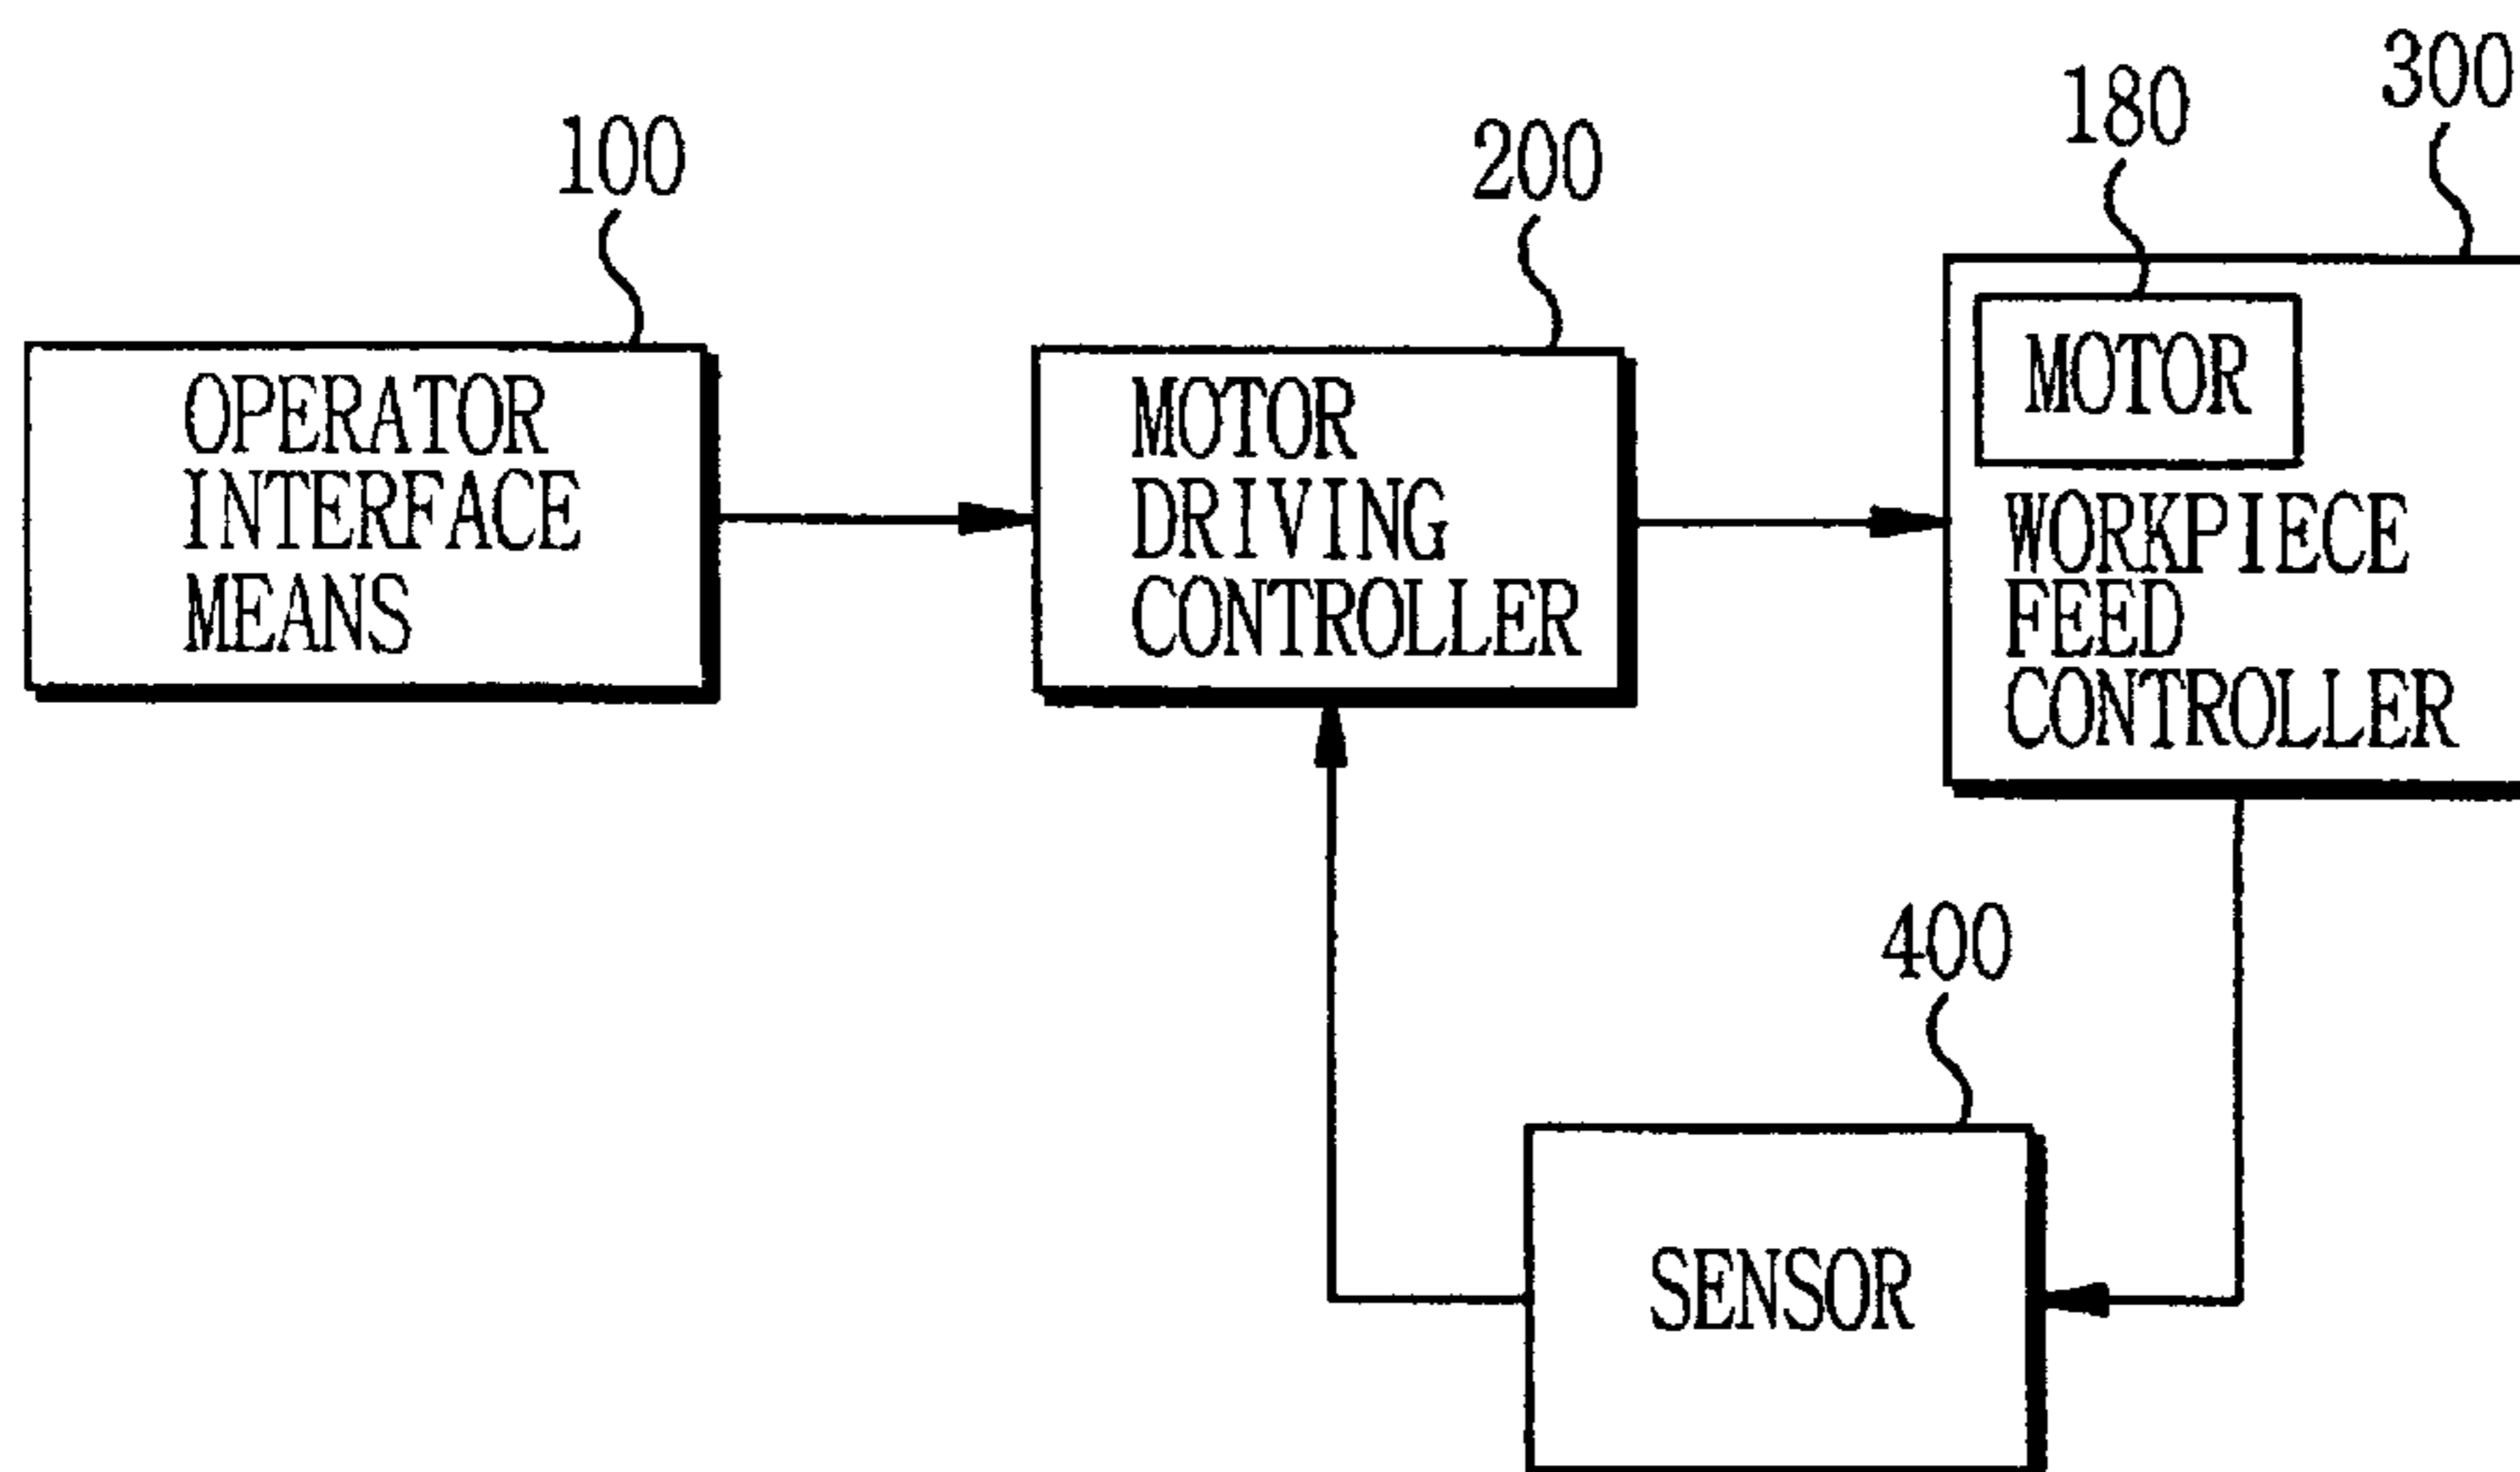 100
OPERATOR
INTERFACE
MEANS
200
MOTOR
DRIVING
CONTROLLER
180
300
MOTOR
WORKPIECE
FEED
CONTROLLER
400
SENSOR